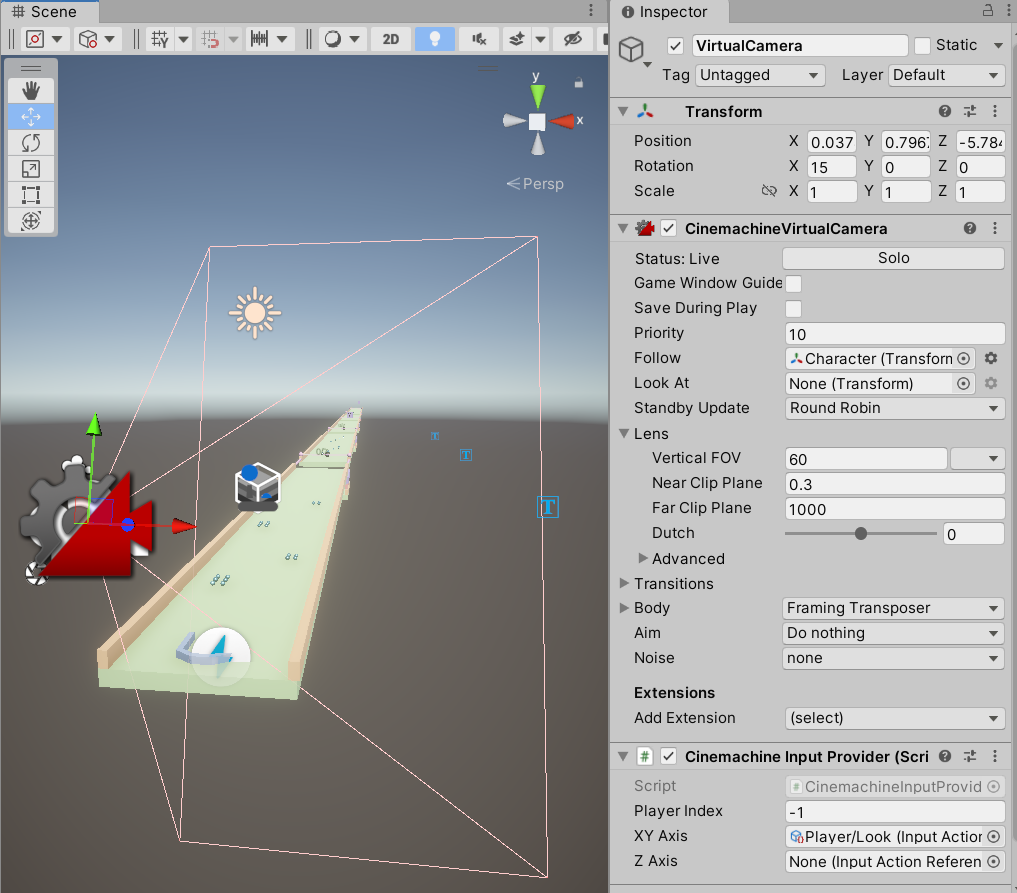 Scene
2D
y
x
Persp
T
T
T
Inspector
VirtualCamera
Static
Tag Untagged Layer Default
Transform
Position X 0.037 Y 0.7967 Z -5.784
Rotation X 15 Y 0 Z 0
Scale X 1 Y 1 Z 1
CinemachineVirtualCamera
Status: Live Solo
Game Window Guide
Save During Play
Priority 10
Follow Character (Transform
Look At None (Transform)
Standby Update Round Robin
Lens
Vertical FOV 60
Near Clip Plane 0.3
Far Clip Plane 1000
Dutch 0
Advanced
Transitions
Body Framing Transposer
Aim Do nothing
Noise none
Extensions
Add Extension (select)
# Cinemachine Input Provider (Scri
Script # CinemachineInputProvid
Player Index -1
XY Axis Player/Look (Input Action
Z Axis None (Input Action Referen